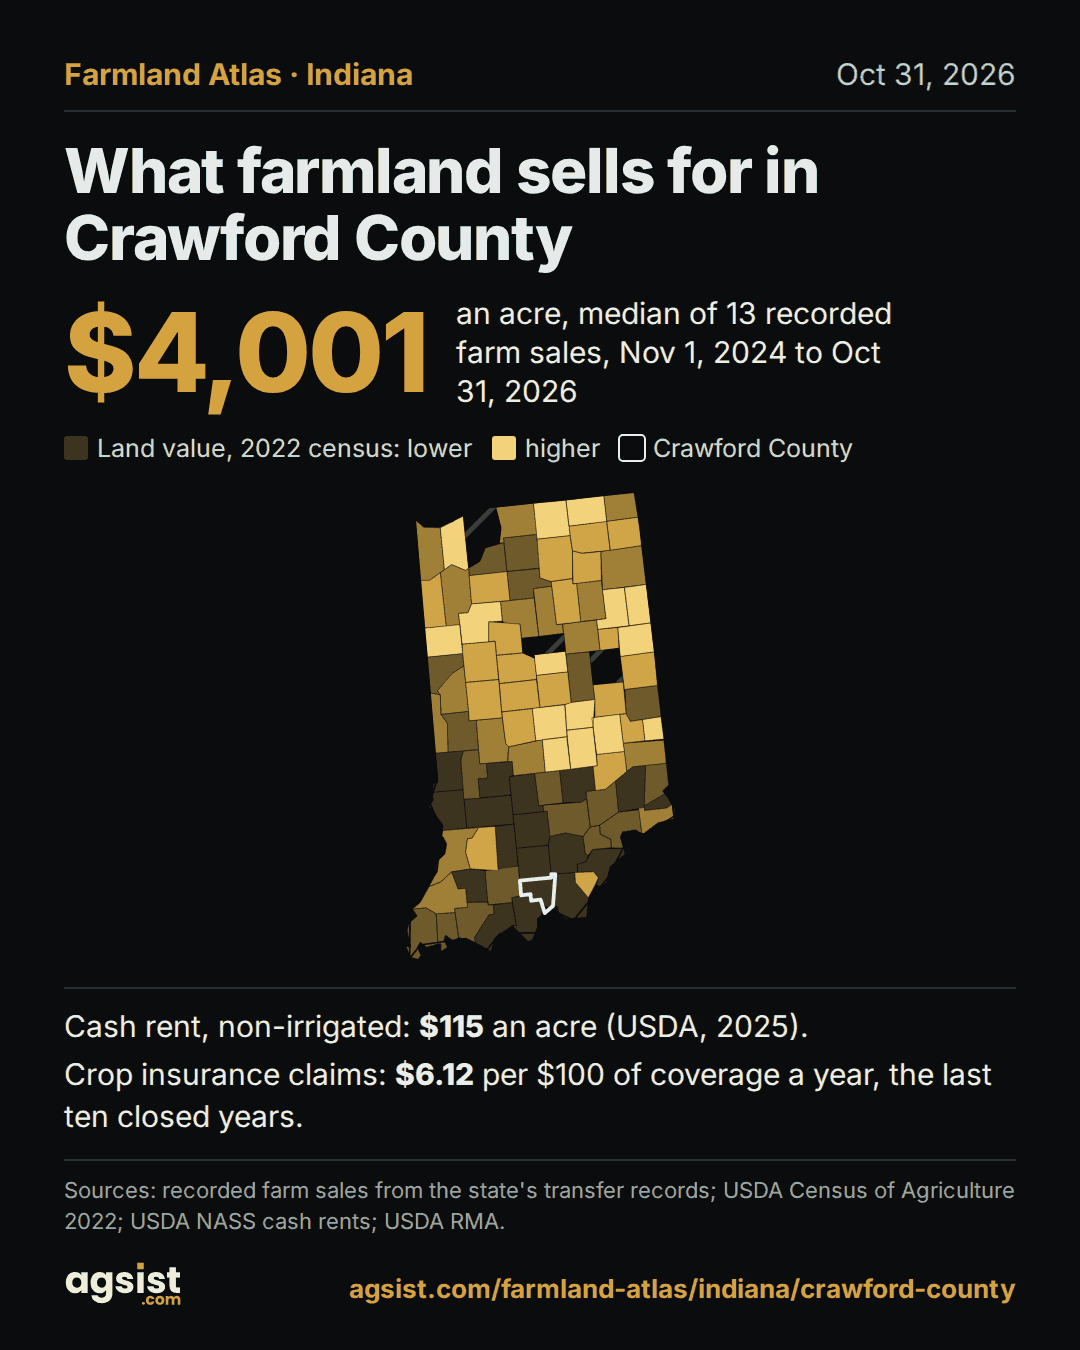 Farmland Atlas · Indiana
Oct 31, 2026
What farmland sells for in
Crawford County
$4,001
an acre, median of 13 recorded
farm sales, Nov 1, 2024 to Oct
31, 2026
Land value, 2022 census: lower
higher
Crawford County
Cash rent, non-irrigated: $115 an acre (USDA, 2025).
Crop insurance claims: $6.12 per $100 of coverage a year, the last
ten closed years.
Sources: recorded farm sales from the state's transfer records; USDA Census of Agriculture
2022; USDA NASS cash rents; USDA RMA.
agsist
.com
agsist.com/farmland-atlas/indiana/crawford-county